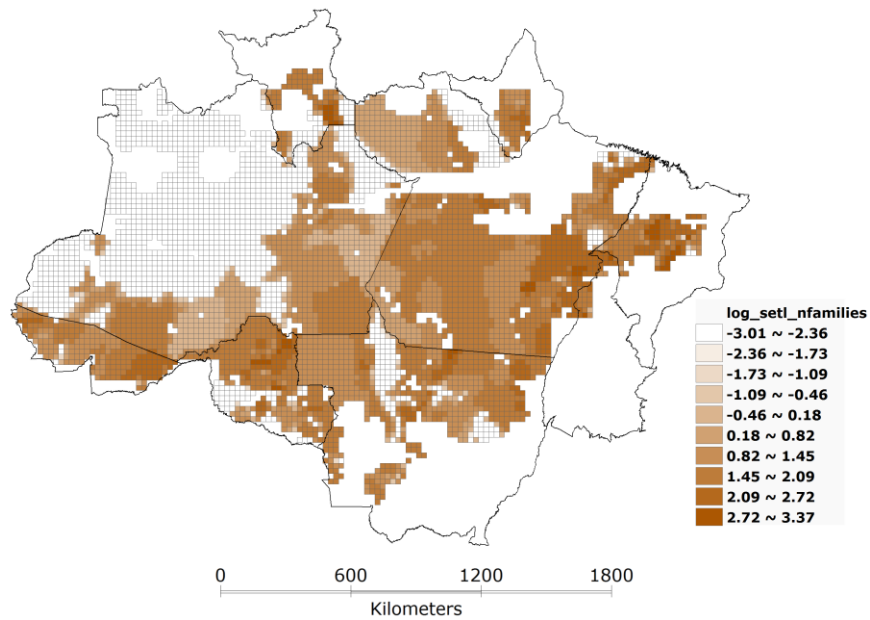 log_setl_nfamilies
-3.01 ~ -2.36
-2.36 ~ -1.73
-1.73 ~ -1.09
-1.09 ~ -0.46
-0.46 ~ 0.18
0.18 ~ 0.82
0.82 ~ 1.45
1.45 ~ 2.09
2.09 ~ 2.72
2.72 ~ 3.37
0 600 1200 1800
Kilometers